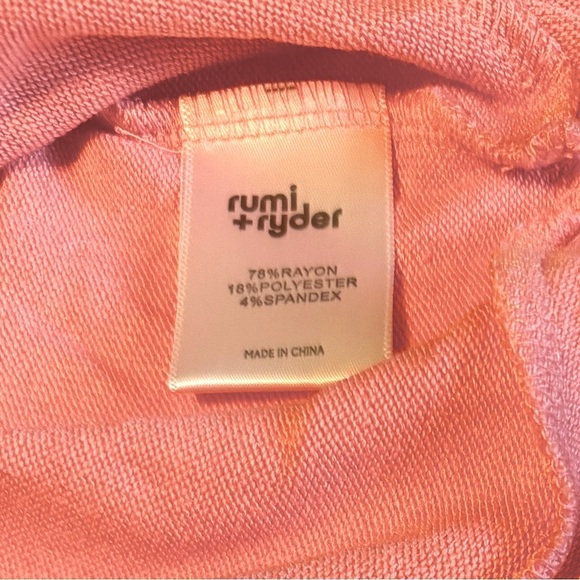 rumi
+ryder
78%RAYON
18%POLYESTER
4%SPANDEX
MADE IN CHINA